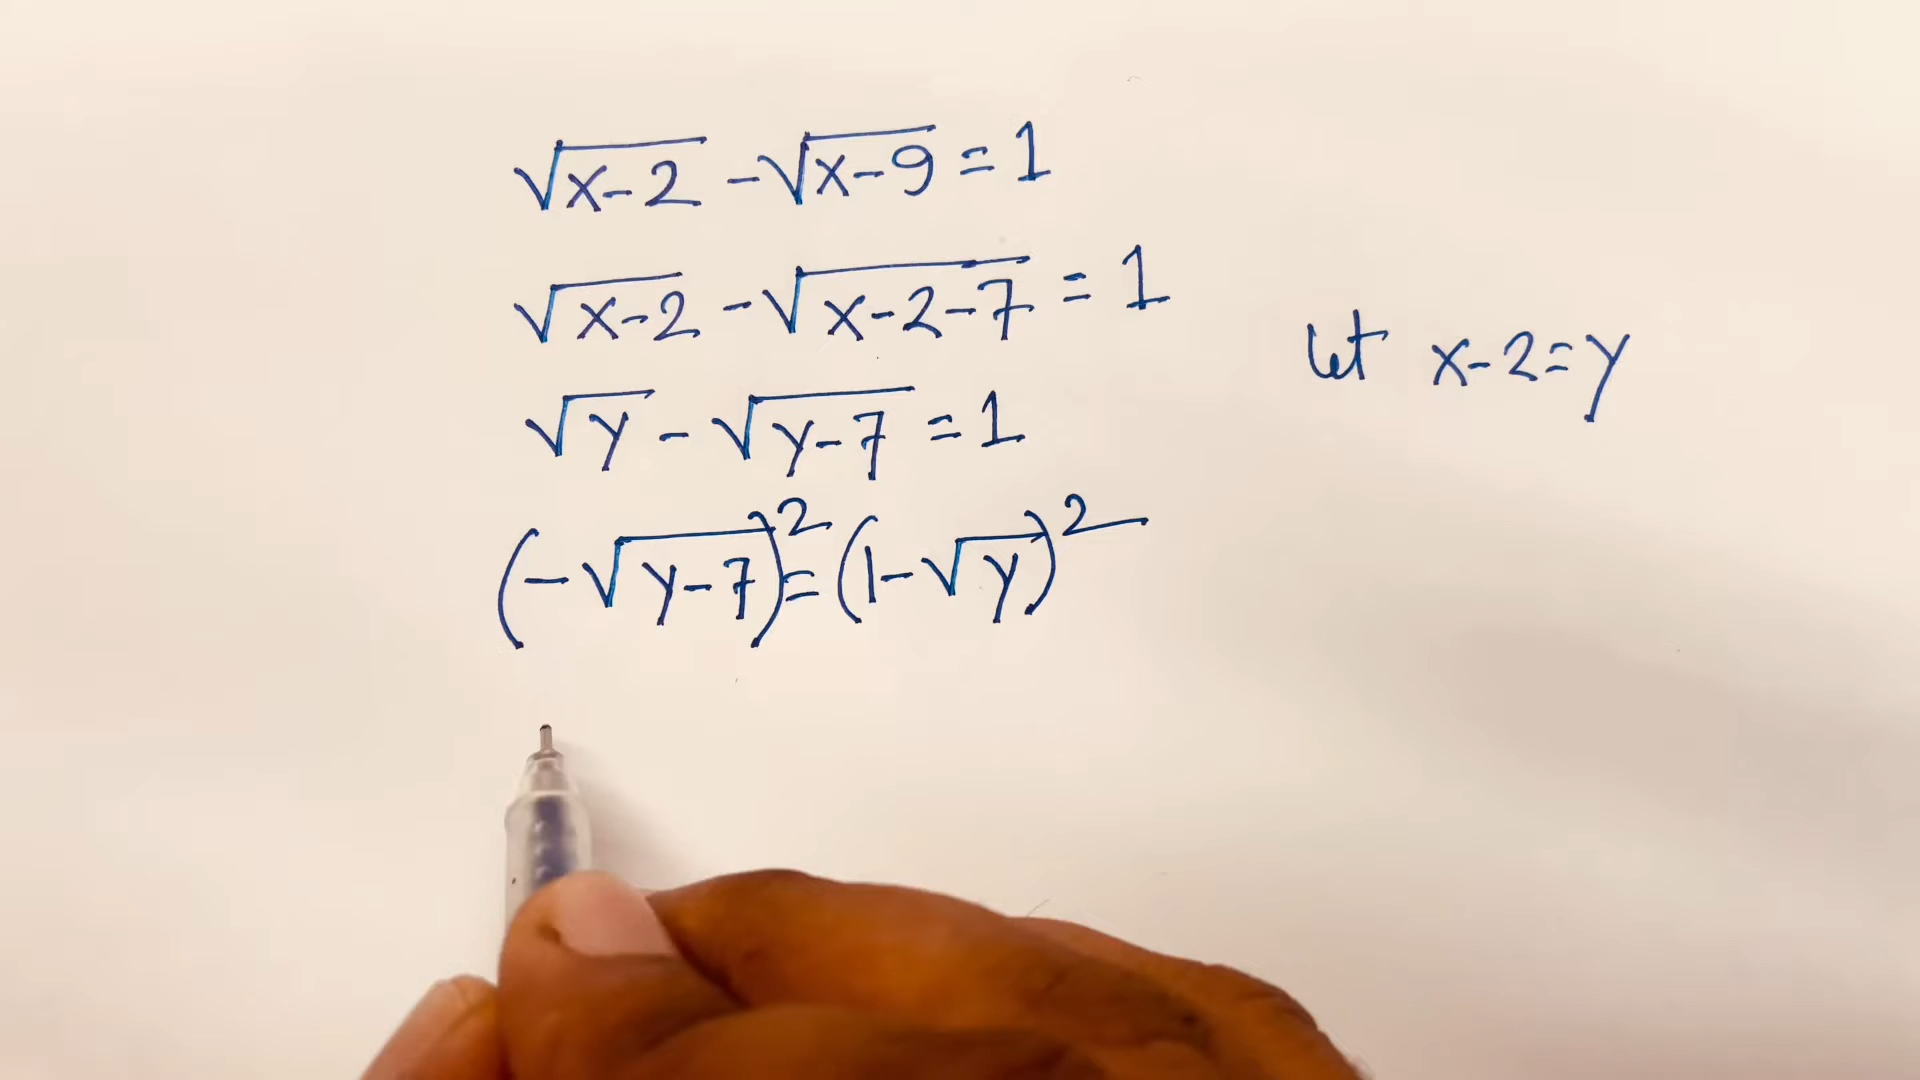 √x-2 - √x-9 = 1
√x-2 - √x-2-7 = 1
let x-2=y
√y - √y-7 = 1
(-√y-7)² = (1-√y)²